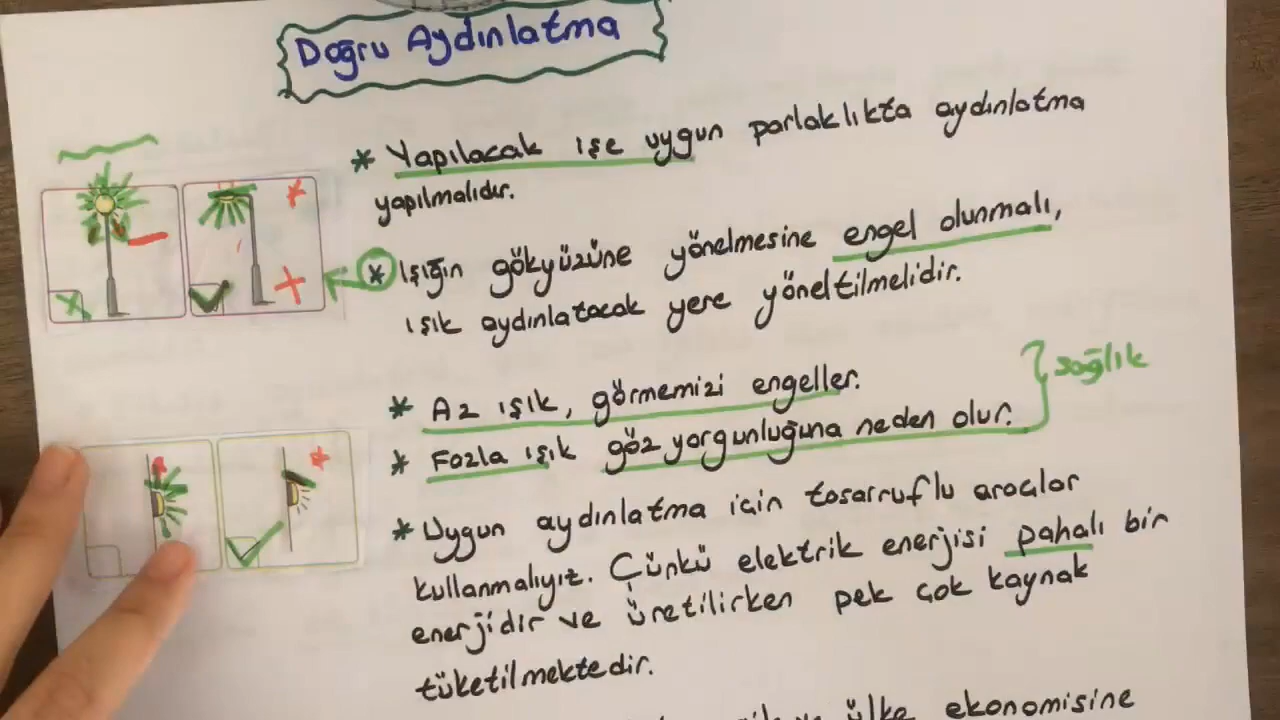 Doğru Aydınlatma
* Yapılacak işe uygun parlaklıkta aydınlatma
yapılmalıdır.
* Işığın gökyüzüne yönelmesine engel olunmalı,
ışık aydınlatacak yere yöneltilmelidir.
* Az ışık, görmemizi engeller.
* Fazla ışık göz yorgunluğuna neden olur.
sağlık
* Uygun aydınlatma için tasarruflu araçlar
kullanmalıyız. Çünkü elektrik enerjisi pahalı bir
enerjidir ve üretilirken pek çok kaynak
tüketilmektedir.
ülke ekonomisine